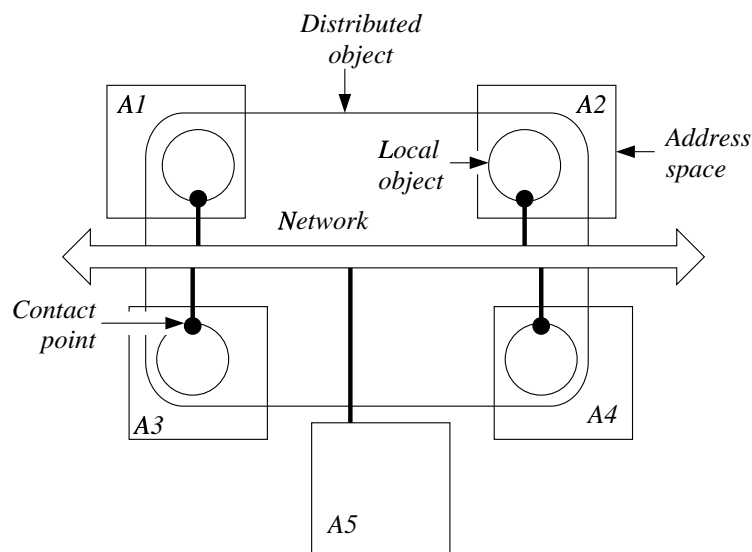 Distributed
object
A1
A2
Local
object
Address
space
Network
Contact
point
A3
A4
A5